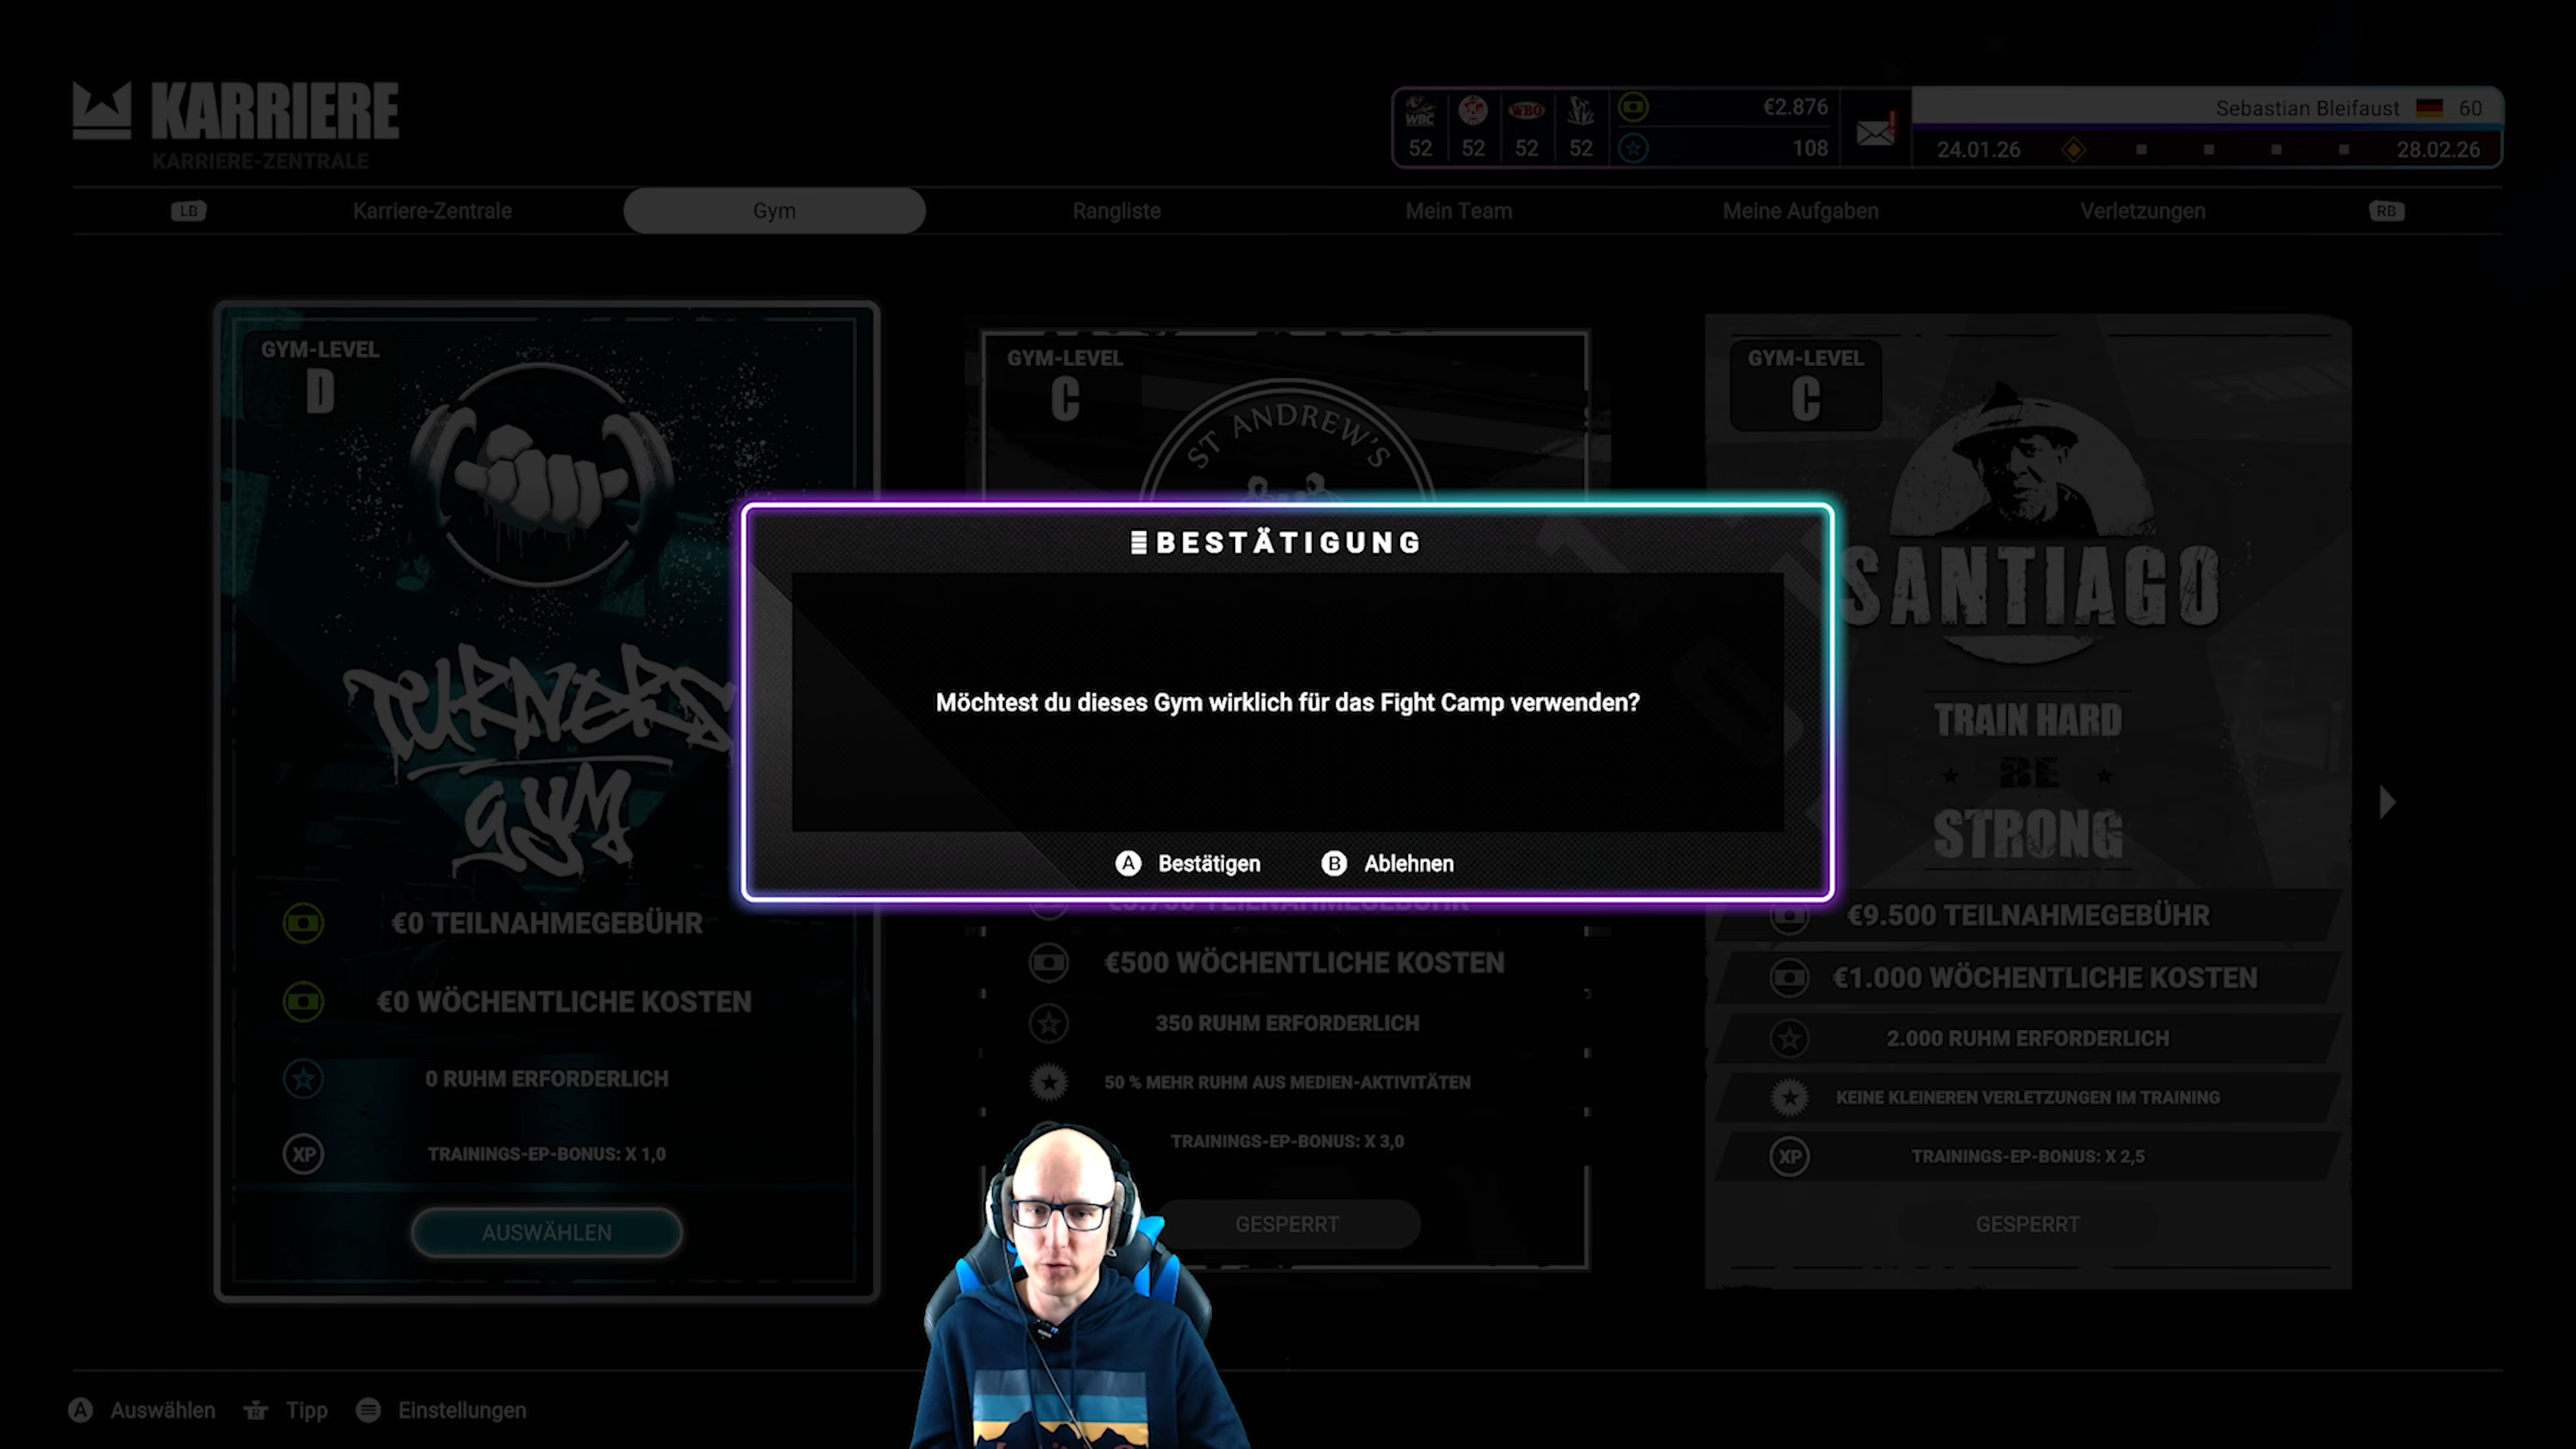 KARRIERE
KARRIERE-ZENTRALE
WBC
WBO
52 52 52 52
€2.876
108
Sebastian Bleifaust 60
24.01.26 28.02.26
LB Karriere-Zentrale Gym Rangliste Mein Team Meine Aufgaben Verletzungen RB
GYM-LEVEL
D
TURNERS
GYM
€0 TEILNAHMEGEBÜHR
€0 WÖCHENTLICHE KOSTEN
0 RUHM ERFORDERLICH
XP TRAININGS-EP-BONUS: X 1,0
AUSWÄHLEN
GYM-LEVEL
C
ST ANDREW'S
€500 WÖCHENTLICHE KOSTEN
350 RUHM ERFORDERLICH
50 % MEHR RUHM AUS MEDIEN-AKTIVITÄTEN
TRAININGS-EP-BONUS: X 3,0
GESPERRT
GYM-LEVEL
C
SANTIAGO
TRAIN HARD
BE
STRONG
€9.500 TEILNAHMEGEBÜHR
€1.000 WÖCHENTLICHE KOSTEN
2.000 RUHM ERFORDERLICH
KEINE KLEINEREN VERLETZUNGEN IM TRAINING
XP TRAININGS-EP-BONUS: X 2,5
GESPERRT
BESTÄTIGUNG
Möchtest du dieses Gym wirklich für das Fight Camp verwenden?
A Bestätigen B Ablehnen
A Auswählen R Tipp Einstellungen